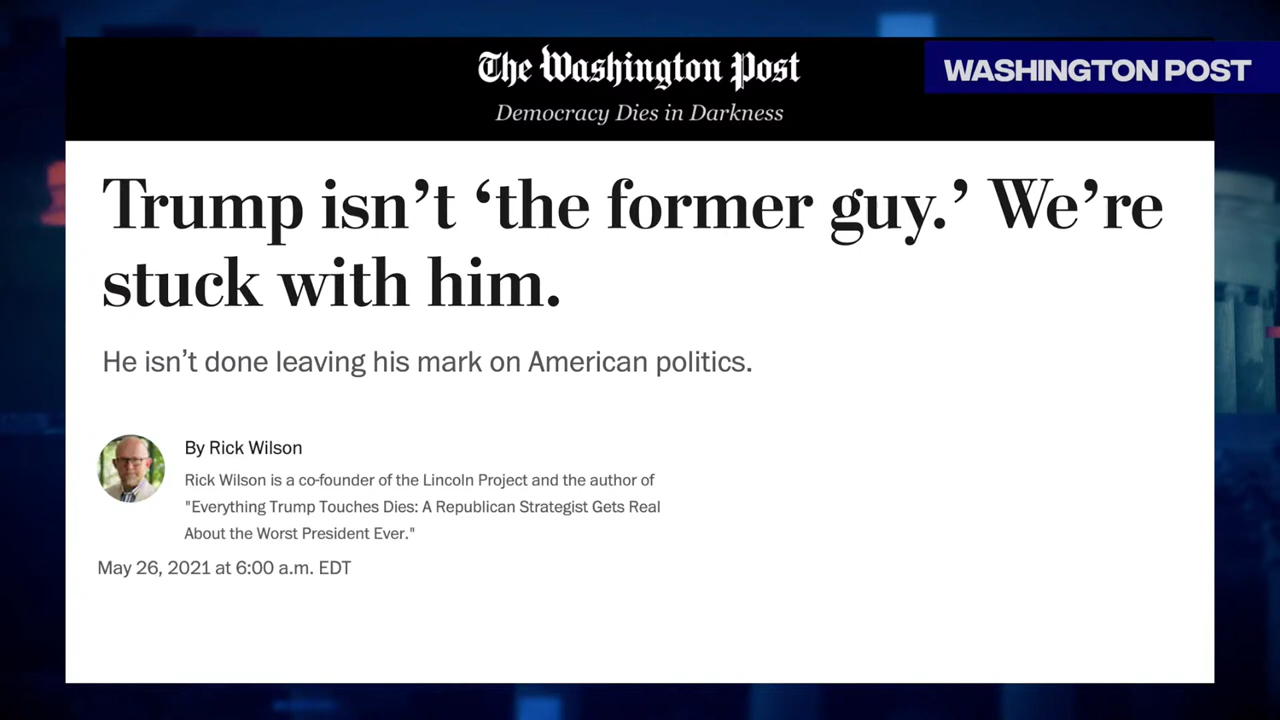 The Washington Post
WASHINGTON POST
Democracy Dies in Darkness
Trump isn’t ‘the former guy.’ We’re
stuck with him.
He isn’t done leaving his mark on American politics.
By Rick Wilson
Rick Wilson is a co-founder of the Lincoln Project and the author of
"Everything Trump Touches Dies: A Republican Strategist Gets Real
About the Worst President Ever."
May 26, 2021 at 6:00 a.m. EDT